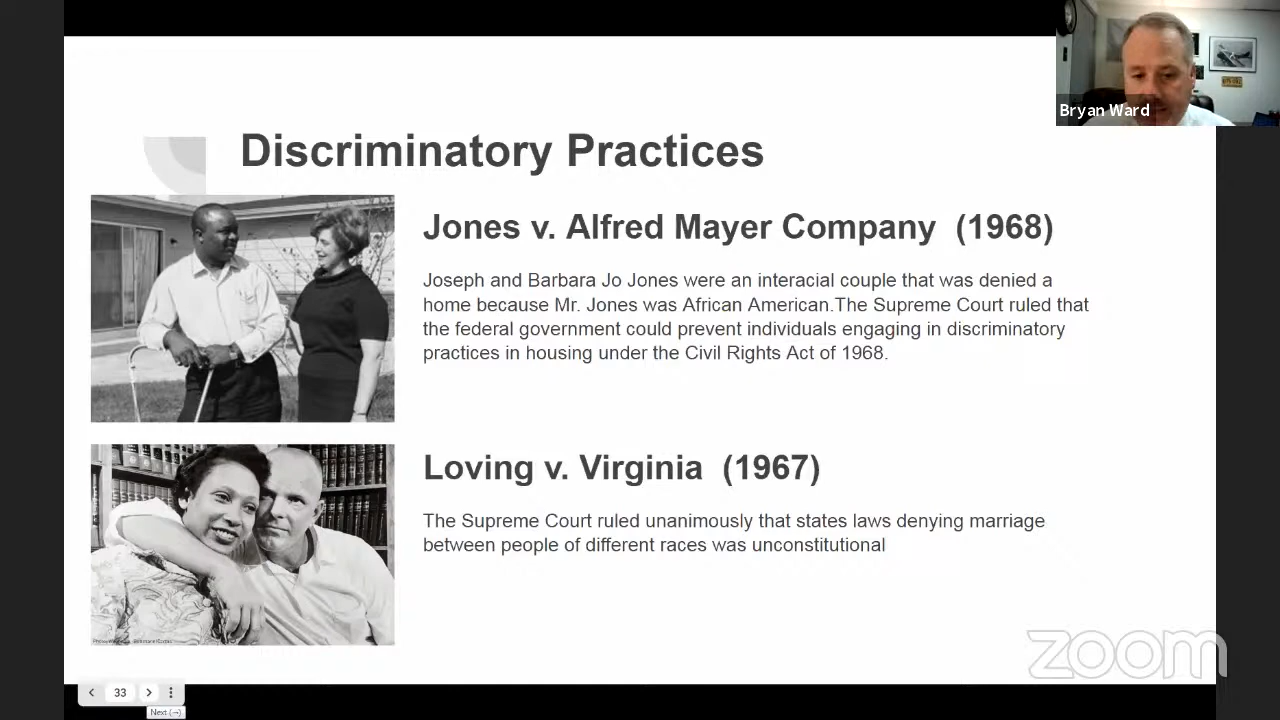 Bryan Ward
Discriminatory Practices
Jones v. Alfred Mayer Company (1968)
Joseph and Barbara Jo Jones were an interacial couple that was denied a
home because Mr. Jones was African American.The Supreme Court ruled that
the federal government could prevent individuals engaging in discriminatory
practices in housing under the Civil Rights Act of 1968.
Loving v. Virginia (1967)
The Supreme Court ruled unanimously that states laws denying marriage
between people of different races was unconstitutional
zoom
33
Next (→)